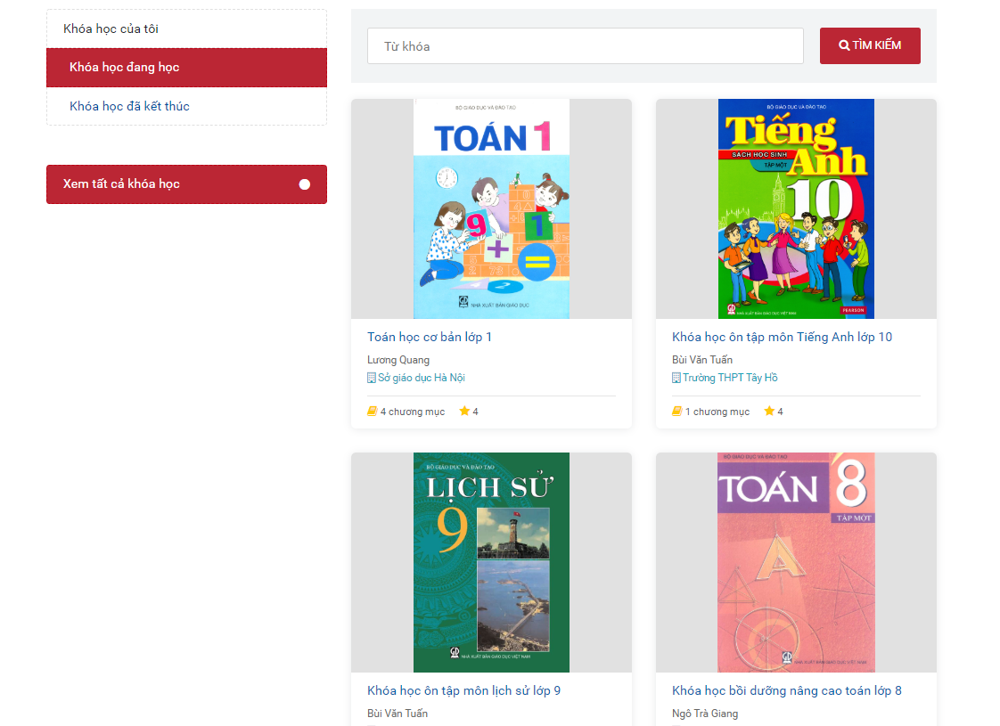 Khóa học của tôi
Khóa học đang học
Khóa học đã kết thúc
Xem tất cả khóa học
Từ khóa
TÌM KIẾM
BỘ GIÁO DỤC VÀ ĐÀO TẠO
TOÁN 1
9
+
1
=
2
NHÀ XUẤT BẢN GIÁO DỤC
Toán học cơ bản lớp 1
Lương Quang
Sở giáo dục Hà Nội
4 chương mục 4
BỘ GIÁO DỤC VÀ ĐÀO TẠO
Tiếng
SÁCH HỌC SINH
TẬP MỘT
Anh
10
NHÀ XUẤT BẢN GIÁO DỤC VIỆT NAM
PEARSON
Khóa học ôn tập môn Tiếng Anh lớp 10
Bùi Văn Tuấn
Trường THPT Tây Hồ
1 chương mục 4
BỘ GIÁO DỤC VÀ ĐÀO TẠO
LỊCH SỬ
9
NHÀ XUẤT BẢN GIÁO DỤC VIỆT NAM
Khóa học ôn tập môn lịch sử lớp 9
Bùi Văn Tuấn
BỘ GIÁO DỤC VÀ ĐÀO TẠO
TOÁN 8
TẬP MỘT
A
NHÀ XUẤT BẢN GIÁO DỤC VIỆT NAM
Khóa học bồi dưỡng nâng cao toán lớp 8
Ngô Trà Giang